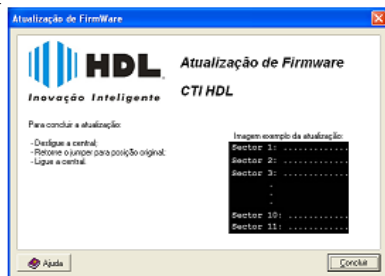 Atualização de FirmWare
HDL
Inovação Inteligente
Atualização de Firmware
CTI HDL
Para concluir a atualização:
- Desligue a central;
- Retorne o jumper para posição original;
- Ligue a central.
Imagem exemplo da atualização:
Sector 1: .............
Sector 2: .............
Sector 3: .............
.
.
.
Sector 10: ............
Sector 11: ............
Ajuda
Concluir